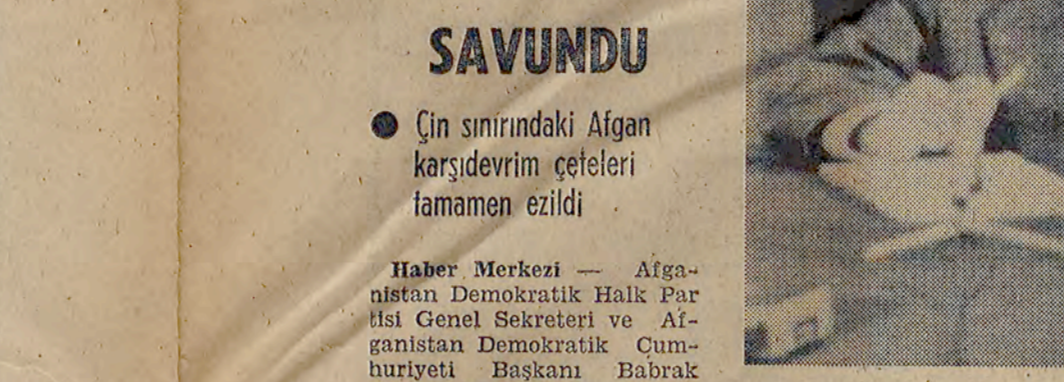 SAVUNDU
● Çin sınırındaki Afgan
karşıdevrim çeteleri
tamamen ezildi
Haber Merkezi — Afga-
nistan Demokratik Halk Par
tisi Genel Sekreteri ve Af-
ganistan Demokratik Cum-
huriyeti Başkanı Babrak